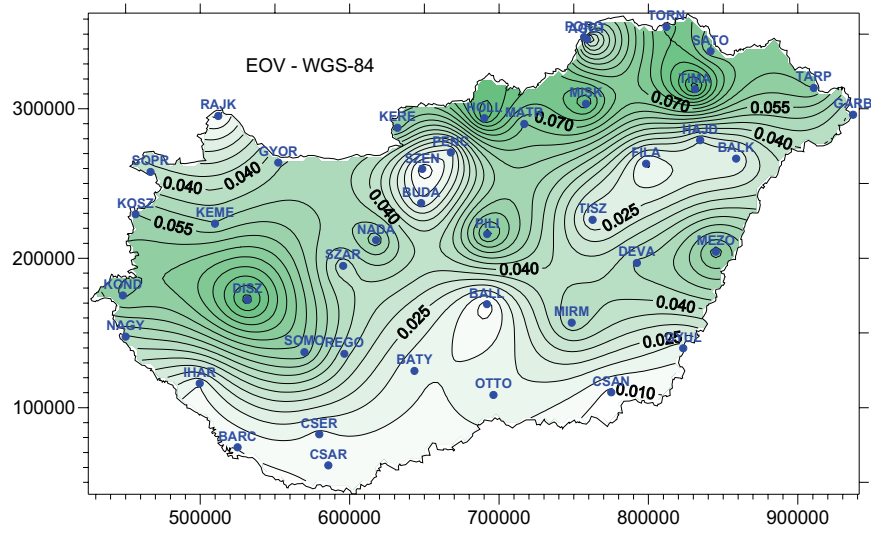 TORN
PORO
SATO
EOV - WGS-84
TIMA
TARP
MISK
0.070
RAJK
HOLL
0.055
GARB
300000
KERE
MATR
0.070
HAJD
0.040
PENC
GYOR
SZEN
FILA
BALK
SOPR
0.040
0.040
BUDA
KOSZ
KEME
0.040
TISZ
0.025
0.055
NADA
PILI
MEZO
SZAR
DEVA
200000
0.040
KOND
DISZ
BALL
0.040
NAGY
0.025
MIRM
SOMO
REGO
0.025
BATY
IHAR
OTTO
CSAN
0.010
100000
CSER
BARC
CSAR
500000
600000
700000
800000
900000